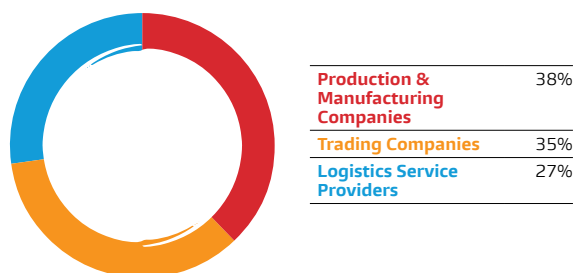 Production & 38%
Manufacturing
Companies
Trading Companies 35%
Logistics Service 27%
Providers